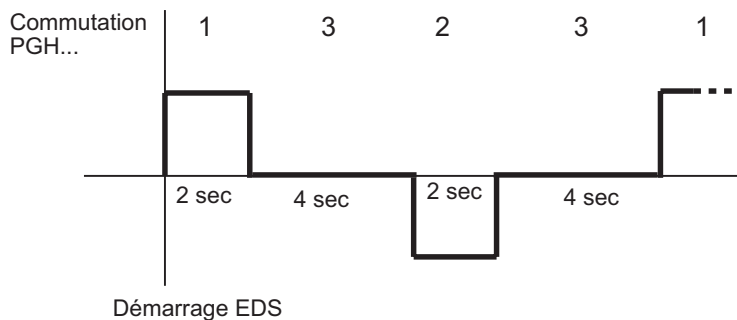 Commutation
PGH...
1 3 2 3 1
2 sec 4 sec 2 sec 4 sec
Démarrage EDS